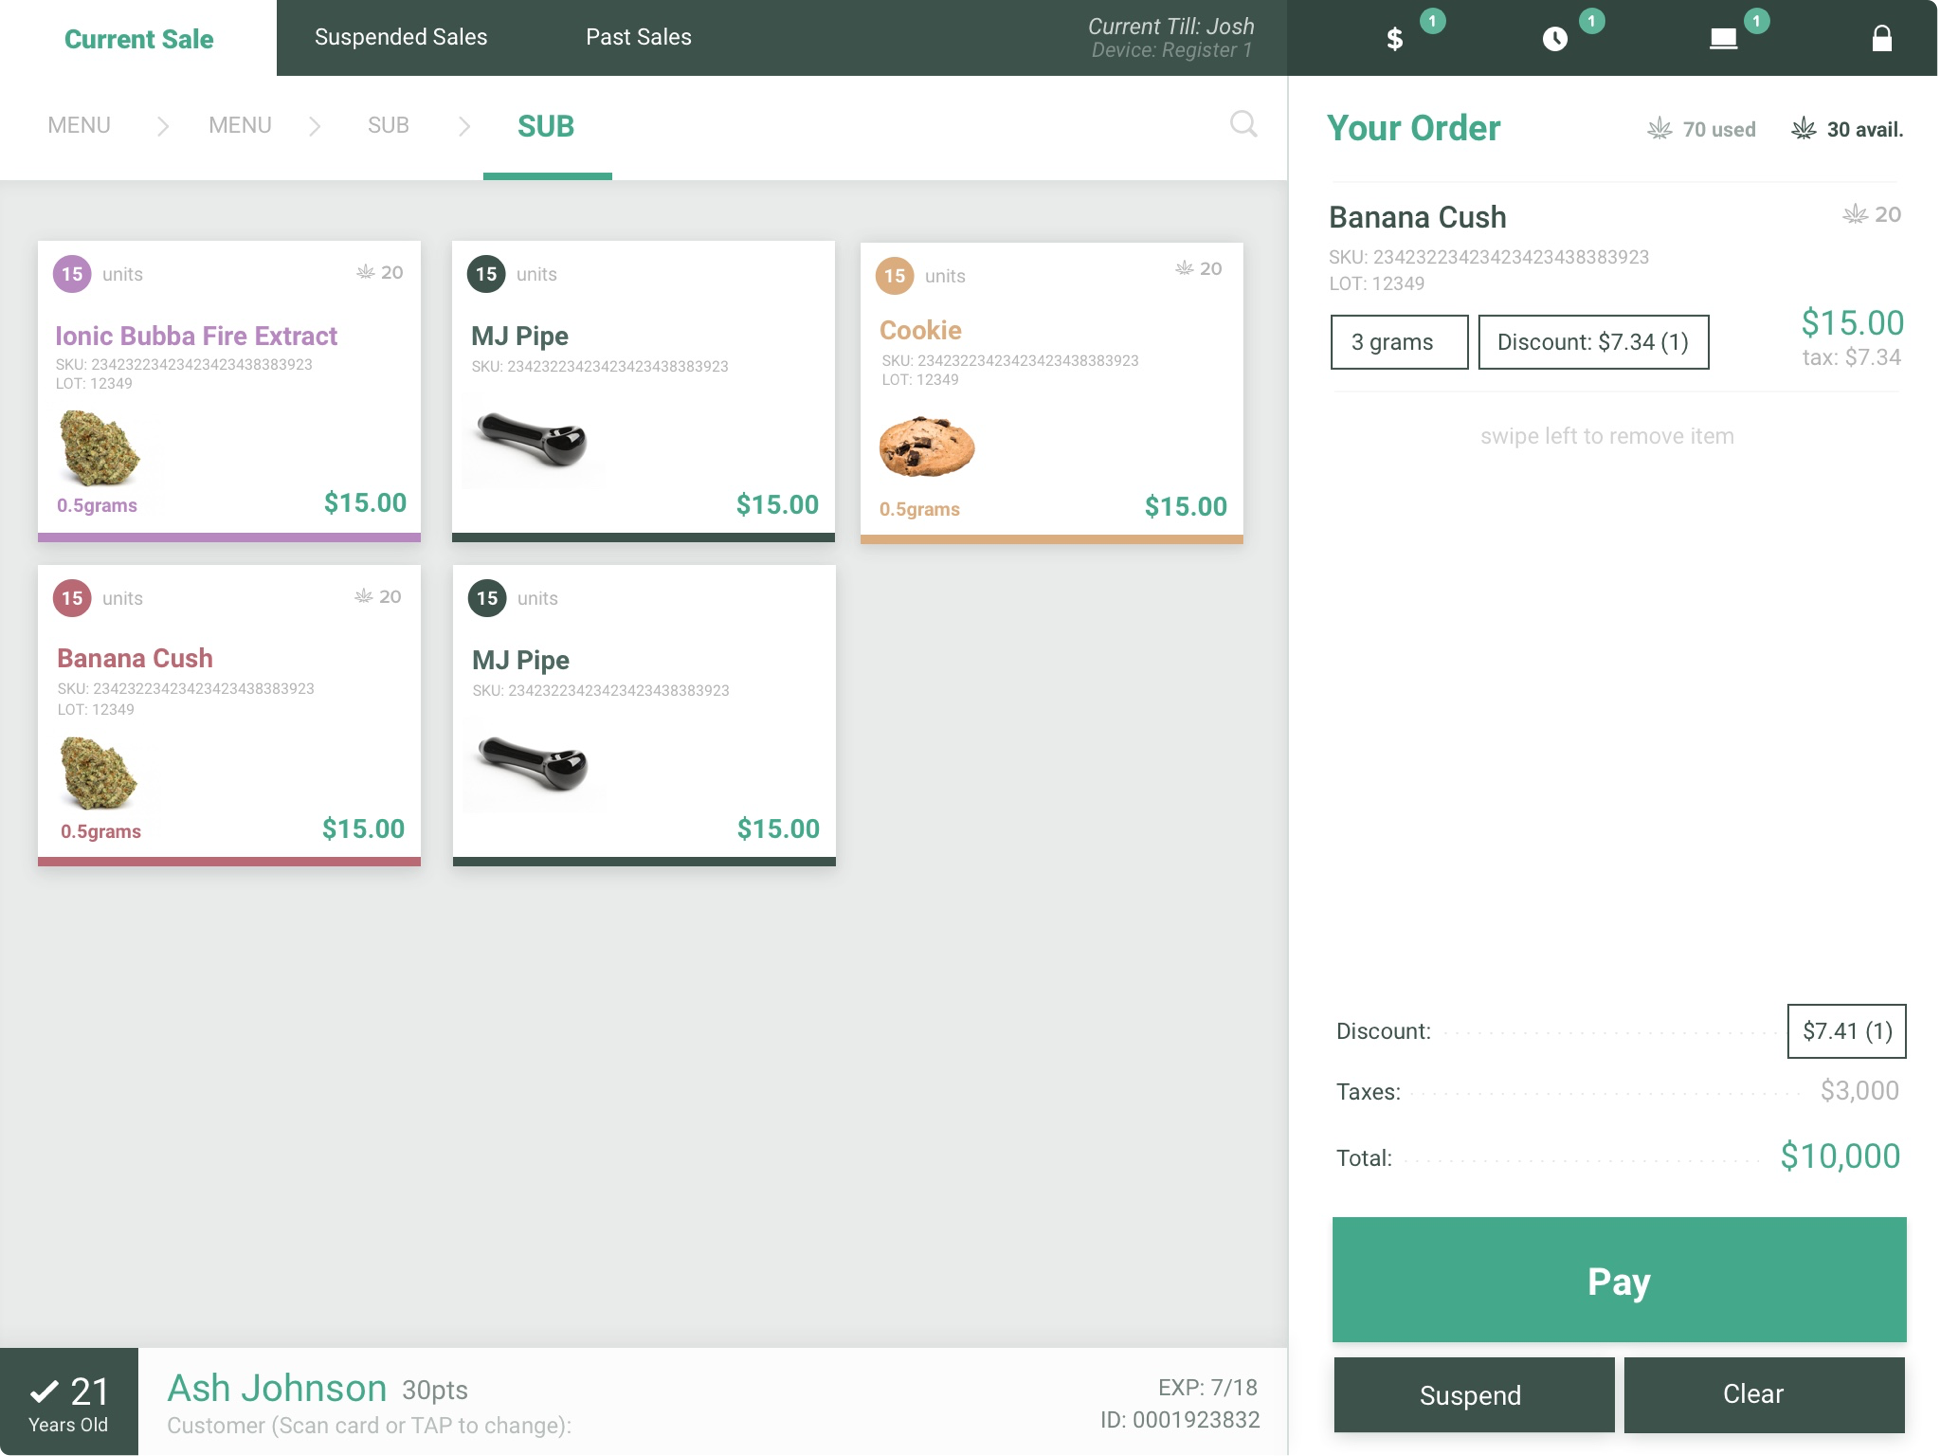 Current Sale
Suspended Sales
Past Sales
Current Till: Josh
Device: Register 1
$
1
1
1
MENU
MENU
SUB
SUB
Your Order
70 used
30 avail.
15 units
20
Ionic Bubba Fire Extract
SKU: 23423223423423423438383923
LOT: 12349
0.5grams
$15.00
15 units
MJ Pipe
SKU: 23423223423423423438383923
$15.00
15 units
20
Cookie
SKU: 23423223423423423438383923
LOT: 12349
0.5grams
$15.00
15 units
20
Banana Cush
SKU: 23423223423423423438383923
LOT: 12349
0.5grams
$15.00
15 units
MJ Pipe
SKU: 23423223423423423438383923
$15.00
Banana Cush
20
SKU: 23423223423423423438383923
LOT: 12349
3 grams
Discount: $7.34 (1)
$15.00
tax: $7.34
swipe left to remove item
Discount: $7.41 (1)
Taxes: $3,000
Total: $10,000
Pay
Suspend
Clear
21
Years Old
Ash Johnson 30pts
Customer (Scan card or TAP to change):
EXP: 7/18
ID: 0001923832